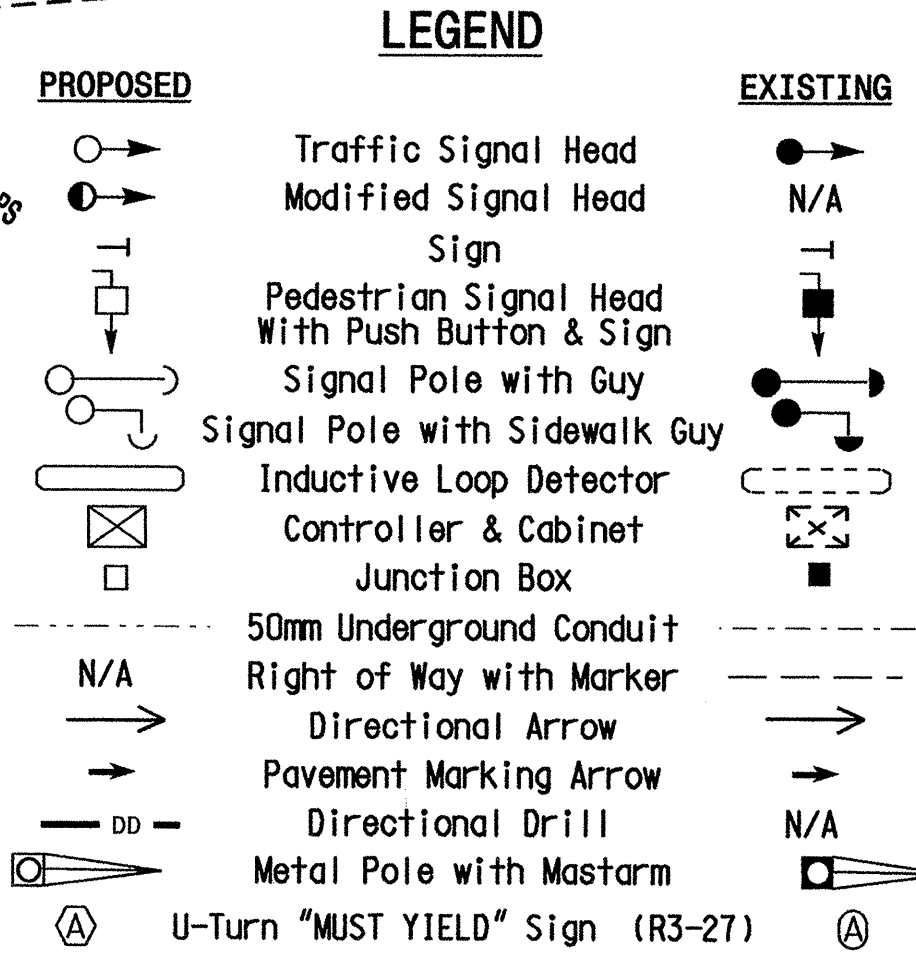 LEGEND
PROPOSED EXISTING
Traffic Signal Head
Modified Signal Head N/A
Sign
Pedestrian Signal Head
With Push Button & Sign
Signal Pole with Guy
Signal Pole with Sidewalk Guy
Inductive Loop Detector
Controller & Cabinet
Junction Box
50mm Underground Conduit
N/A Right of Way with Marker
Directional Arrow
Pavement Marking Arrow
DD Directional Drill N/A
Metal Pole with Mastarm
A U-Turn "MUST YIELD" Sign (R3-27) A